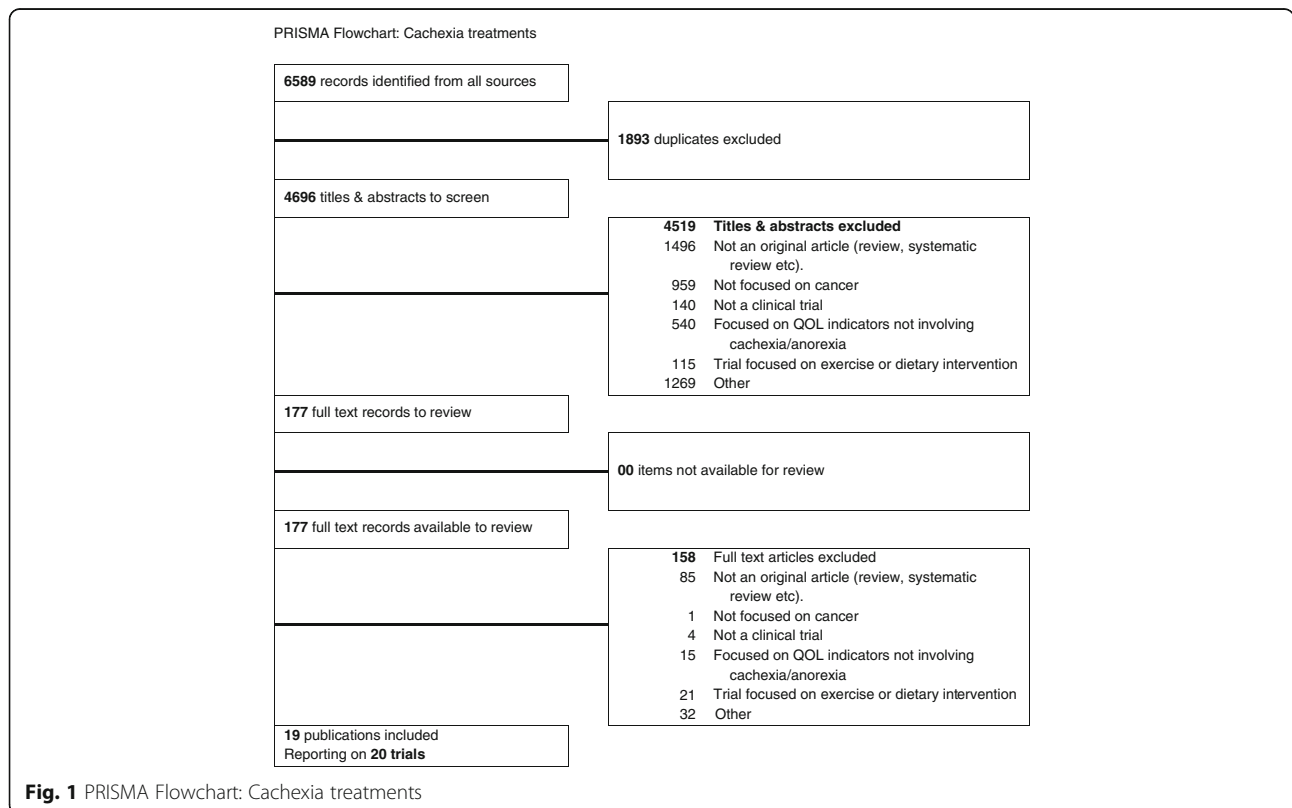 PRISMA Flowchart: Cachexia treatments
6589 records identified from all sources
1893 duplicates excluded
4696 titles & abstracts to screen
4519 Titles & abstracts excluded
1496 Not an original article (review, systematic
review etc).
959 Not focused on cancer
140 Not a clinical trial
540 Focused on QOL indicators not involving
cachexia/anorexia
115 Trial focused on exercise or dietary intervention
1269 Other
177 full text records to review
00 items not available for review
177 full text records available to review
158 Full text articles excluded
85 Not an original article (review, systematic
review etc).
1 Not focused on cancer
4 Not a clinical trial
15 Focused on QOL indicators not involving
cachexia/anorexia
21 Trial focused on exercise or dietary intervention
32 Other
19 publications included
Reporting on 20 trials
Fig. 1 PRISMA Flowchart: Cachexia treatments